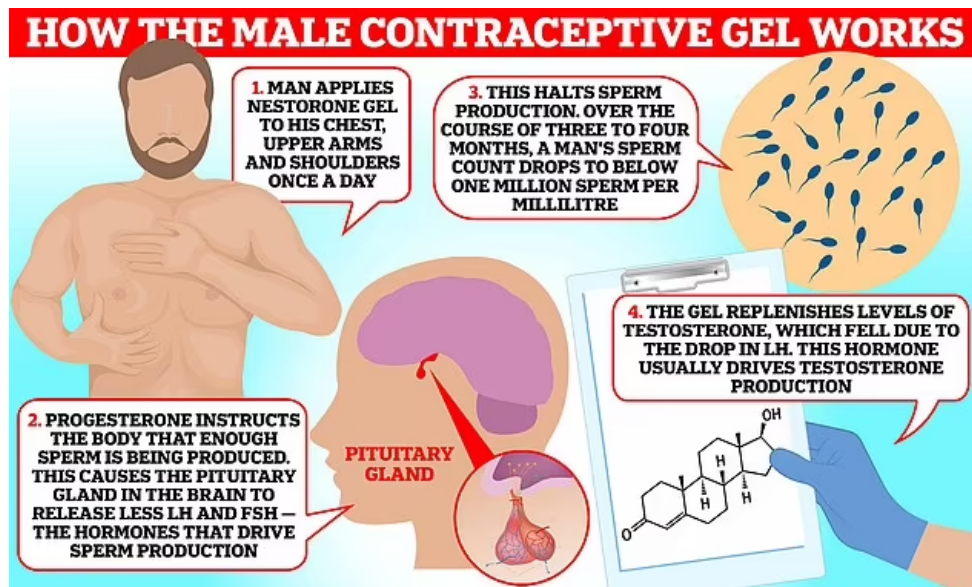 HOW THE MALE CONTRACEPTIVE GEL WORKS
1. MAN APPLIES
NESTORONE GEL
TO HIS CHEST,
UPPER ARMS
AND SHOULDERS
ONCE A DAY
3. THIS HALTS SPERM
PRODUCTION. OVER THE
COURSE OF THREE TO FOUR
MONTHS, A MAN'S SPERM
COUNT DROPS TO BELOW
ONE MILLION SPERM PER
MILLILITRE
2. PROGESTERONE INSTRUCTS
THE BODY THAT ENOUGH
SPERM IS BEING PRODUCED.
THIS CAUSES THE PITUITARY
GLAND IN THE BRAIN TO
RELEASE LESS LH AND FSH —
THE HORMONES THAT DRIVE
SPERM PRODUCTION
PITUITARY
GLAND
4. THE GEL REPLENISHES LEVELS OF
TESTOSTERONE, WHICH FELL DUE TO
THE DROP IN LH. THIS HORMONE
USUALLY DRIVES TESTOSTERONE
PRODUCTION
OH
H
H
H
O